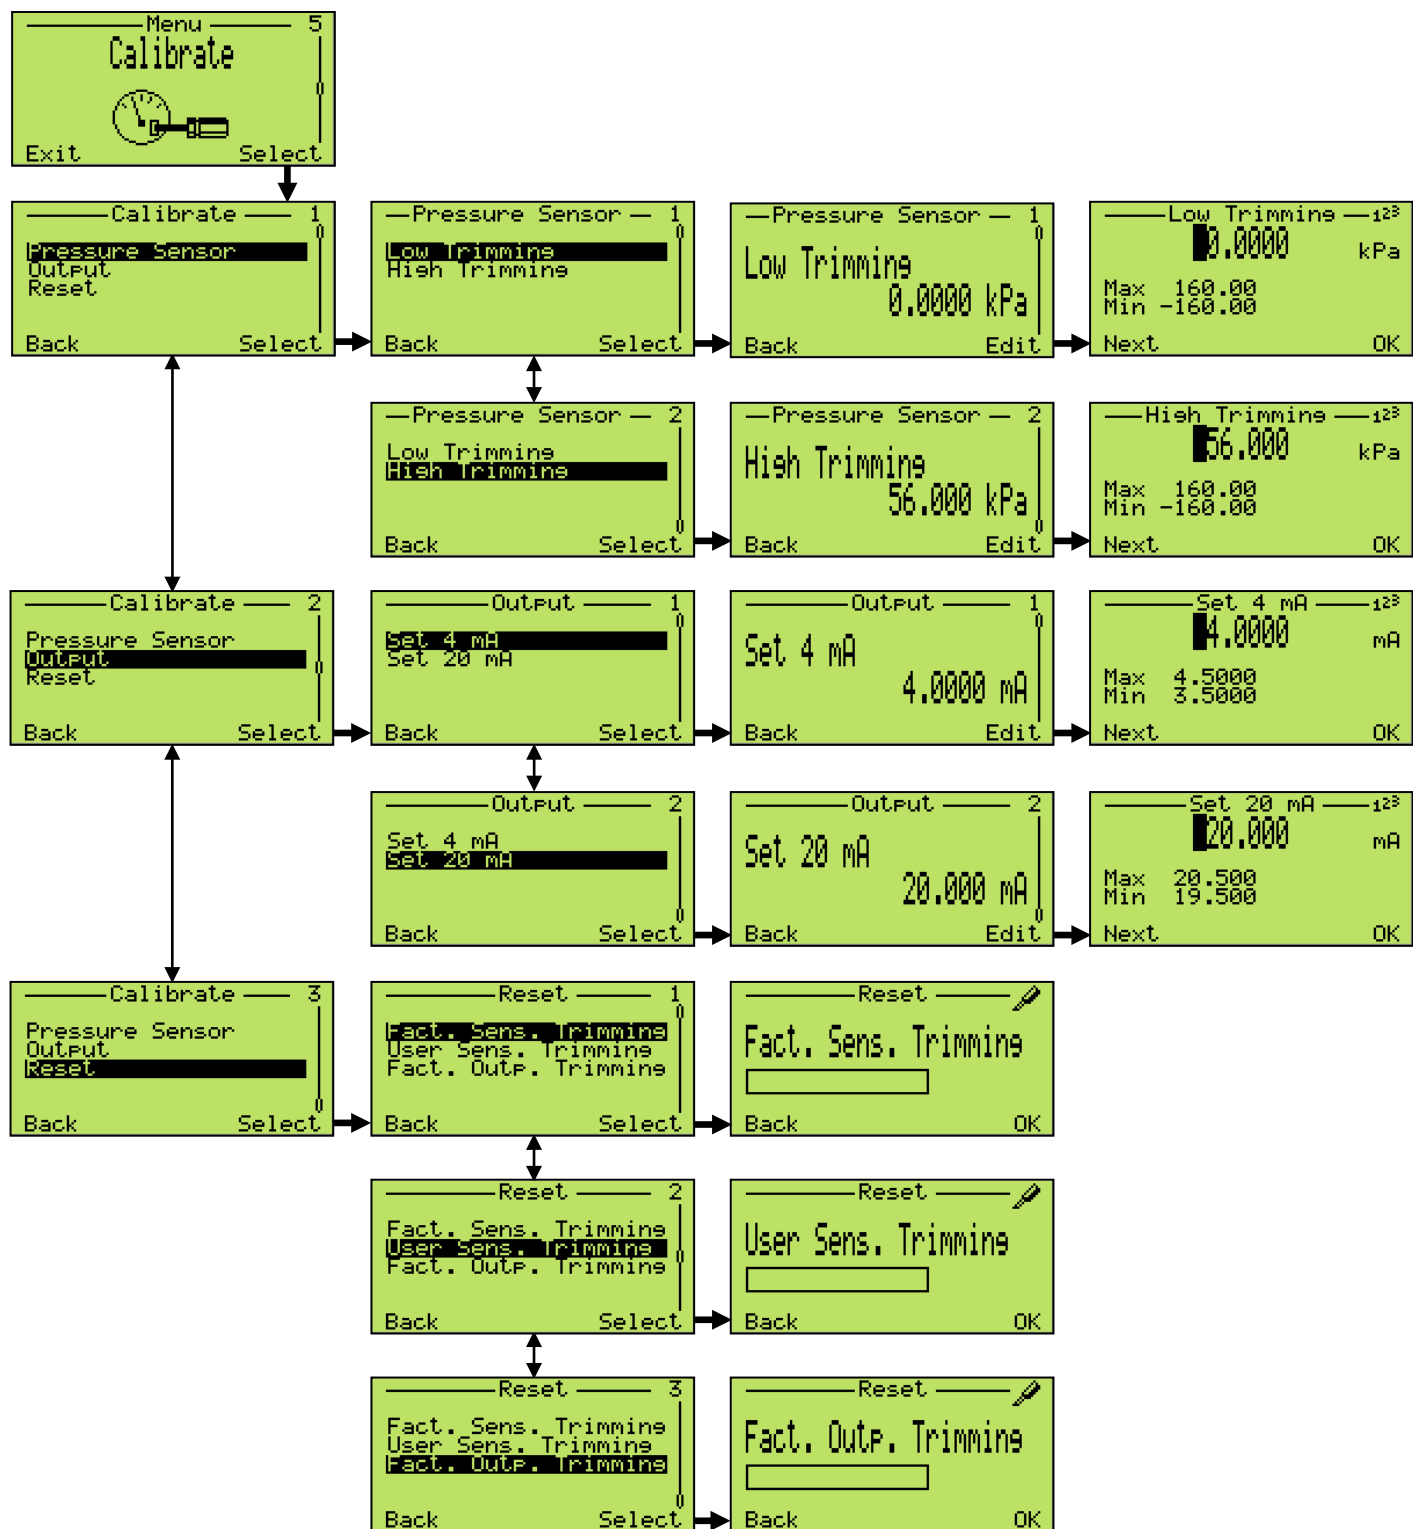 Menu 5
Calibrate
Exit Select
Calibrate 1
Pressure Sensor
Output
Reset
Back Select
Pressure Sensor 1
Low Trimming
High Trimming
Back Select
Pressure Sensor 1
Low Trimming
0.0000 kPa
Back Edit
Low Trimming 123
0.0000 kPa
Max 160.00
Min -160.00
Next OK
Pressure Sensor 2
Low Trimming
High Trimming
Back Select
Pressure Sensor 2
High Trimming
56.000 kPa
Back Edit
High Trimming 123
56.000 kPa
Max 160.00
Min -160.00
Next OK
Calibrate 2
Pressure Sensor
Output
Reset
Back Select
Output 1
Set 4 mA
Set 20 mA
Back Select
Output 1
Set 4 mA
4.0000 mA
Back Edit
Set 4 mA 123
4.0000 mA
Max 4.5000
Min 3.5000
Next OK
Output 2
Set 4 mA
Set 20 mA
Back Select
Output 2
Set 20 mA
20.000 mA
Back Edit
Set 20 mA 123
20.000 mA
Max 20.500
Min 19.500
Next OK
Calibrate 3
Pressure Sensor
Output
Reset
Back Select
Reset 1
Fact. Sens. Trimming
User Sens. Trimming
Fact. Outp. Trimming
Back Select
Reset
Fact. Sens. Trimming
Back OK
Reset 2
Fact. Sens. Trimming
User Sens. Trimming
Fact. Outp. Trimming
Back Select
Reset
User Sens. Trimming
Back OK
Reset 3
Fact. Sens. Trimming
User Sens. Trimming
Fact. Outp. Trimming
Back Select
Reset
Fact. Outp. Trimming
Back OK